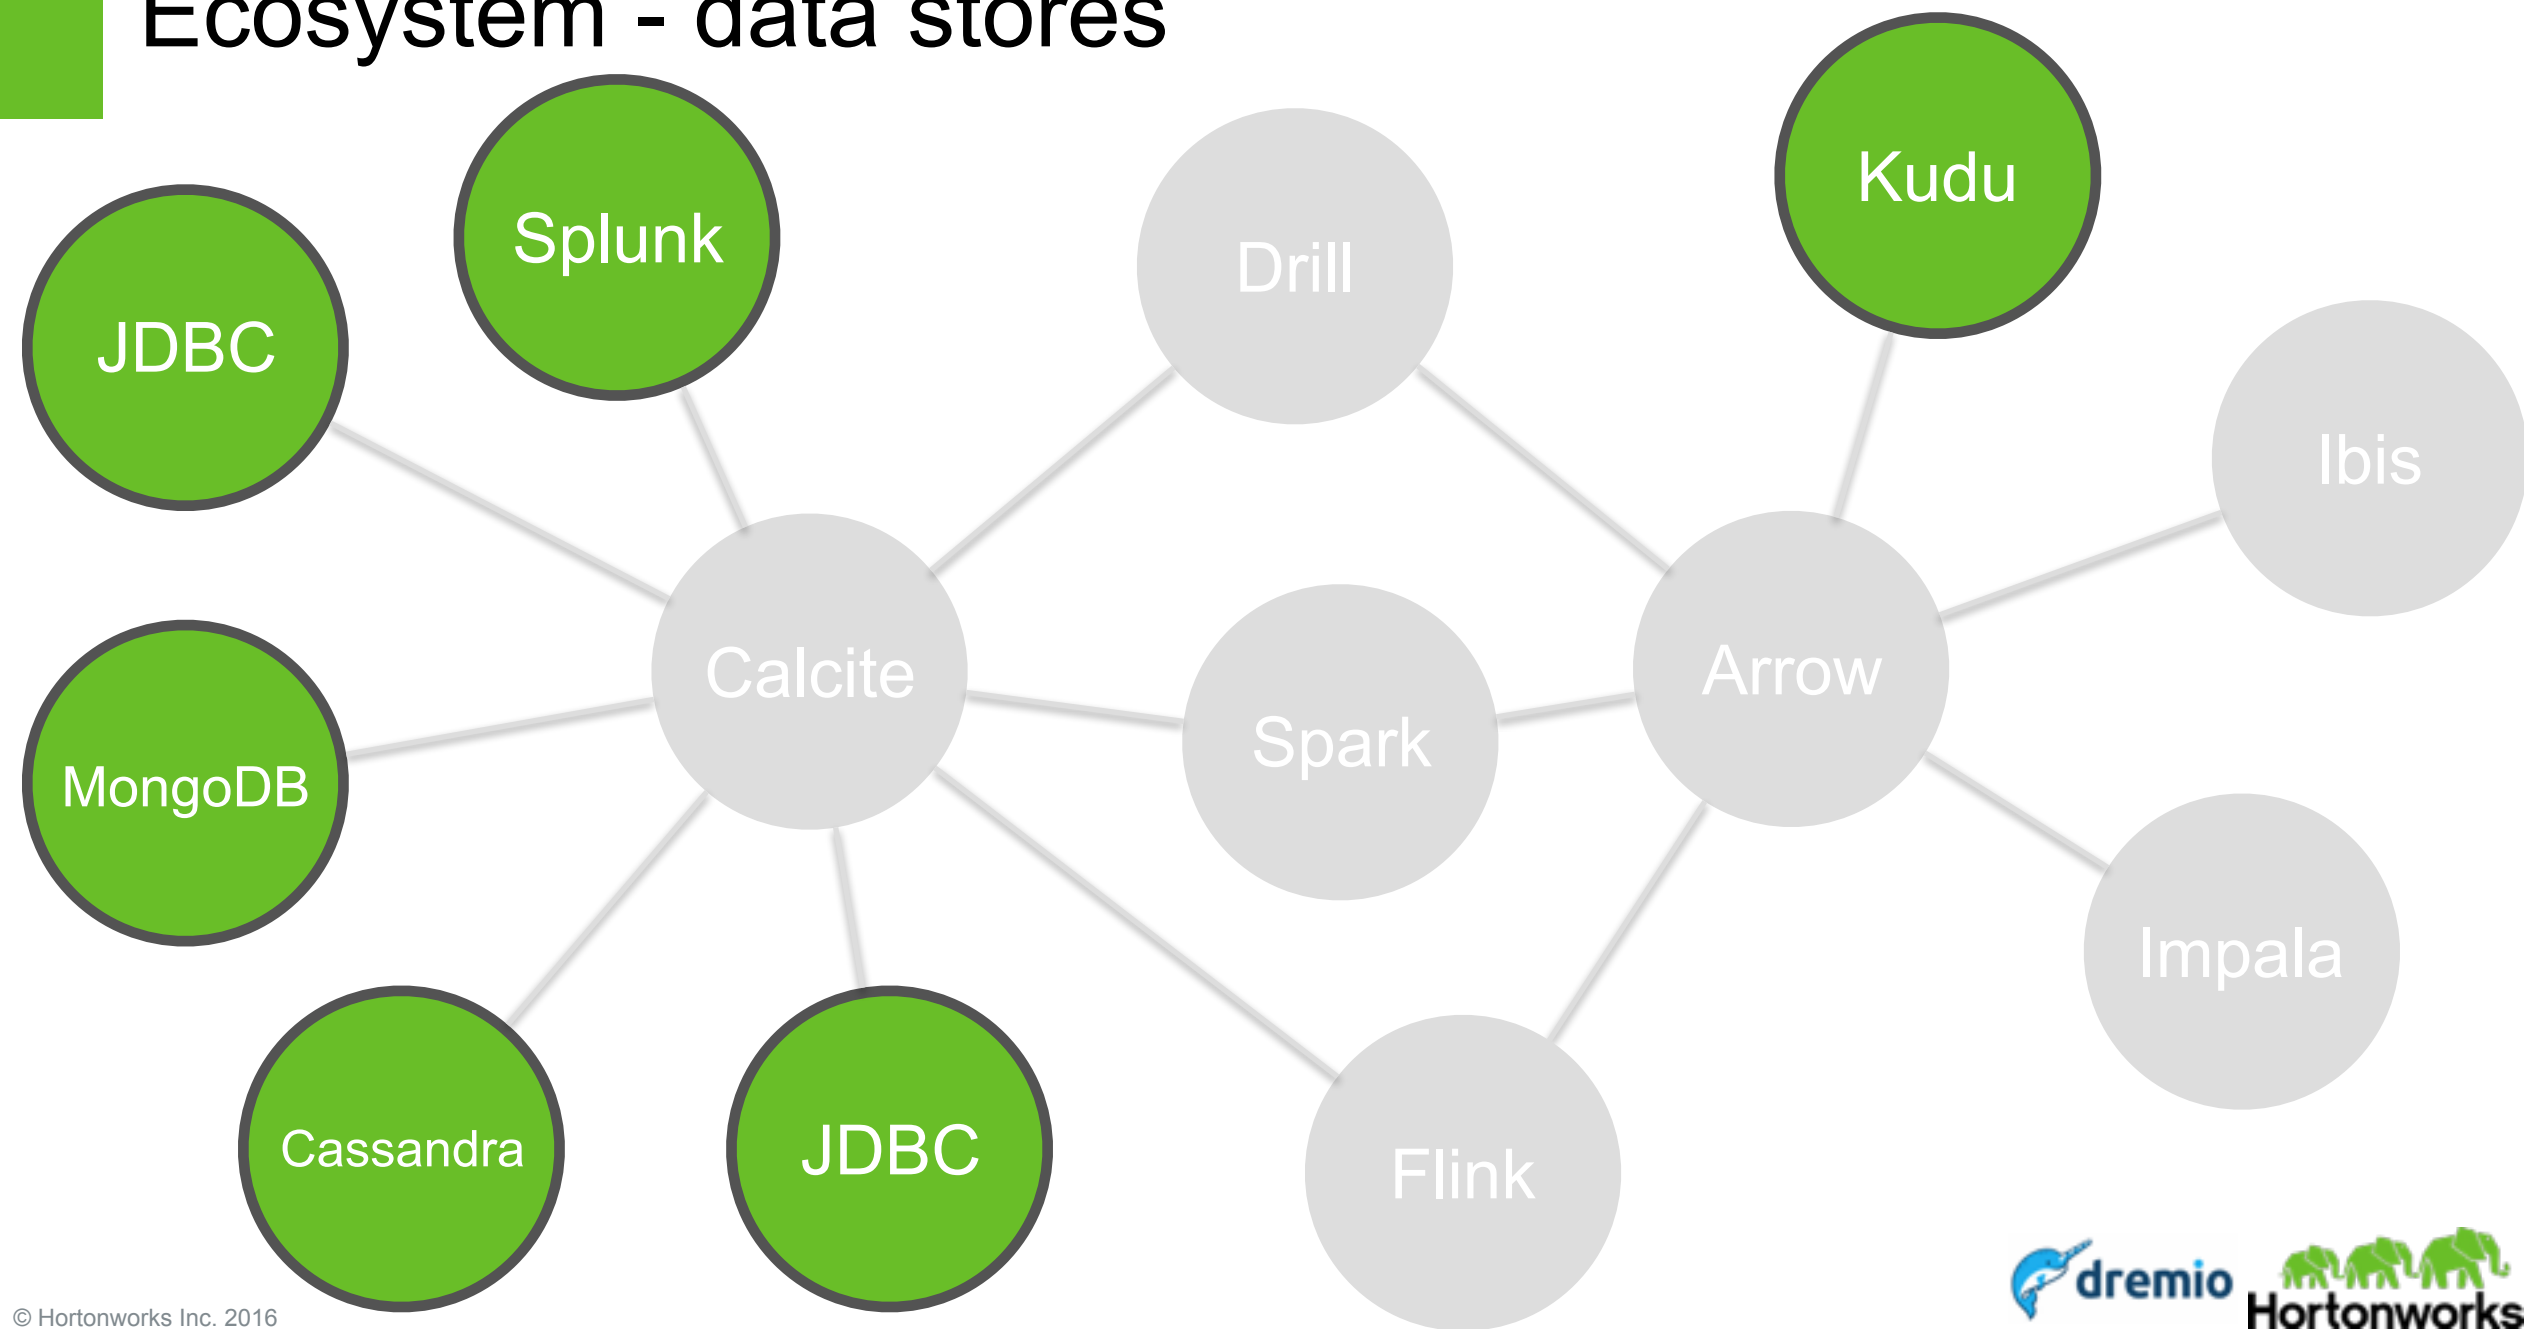 Ecosystem - data stores
Kudu
Splunk
Drill
JDBC
Ibis
Calcite
Arrow
Spark
MongoDB
Impala
Cassandra
JDBC
Flink
dremio
Hortonworks
© Hortonworks Inc. 2016